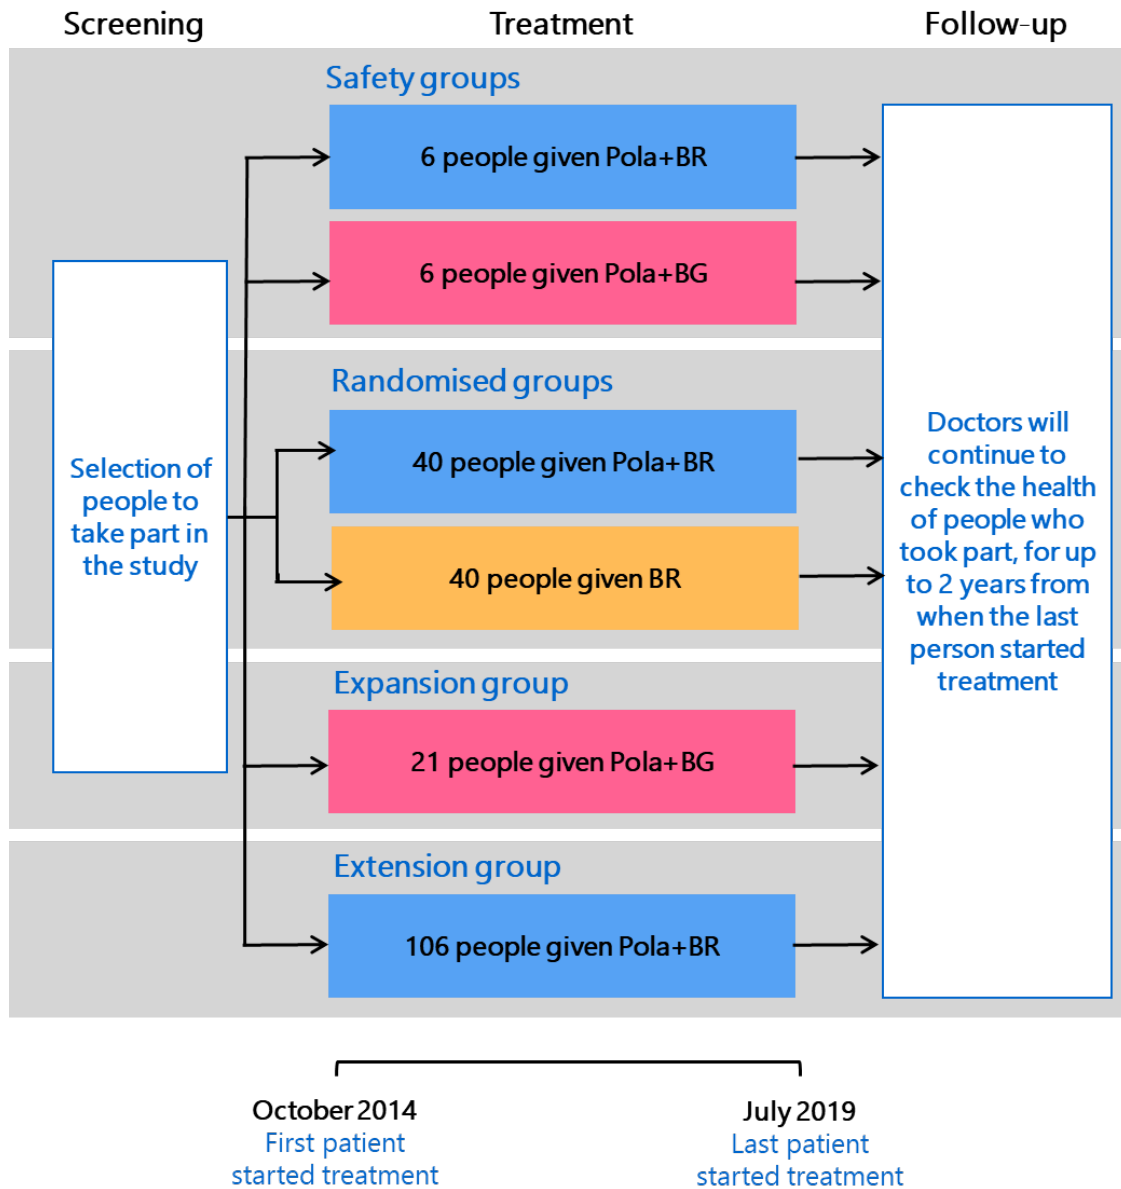 Screening
Treatment
Follow-up
Safety groups
6 people given Pola+BR
6 people given Pola+BG
Randomised groups
40 people given Pola+BR
40 people given BR
Expansion group
21 people given Pola+BG
Extension group
106 people given Pola+BR
Selection of
people to
take part in
the study
Doctors will
continue to
check the health
of people who
took part, for up
to 2 years from
when the last
person started
treatment
October 2014
First patient
started treatment
July 2019
Last patient
started treatment